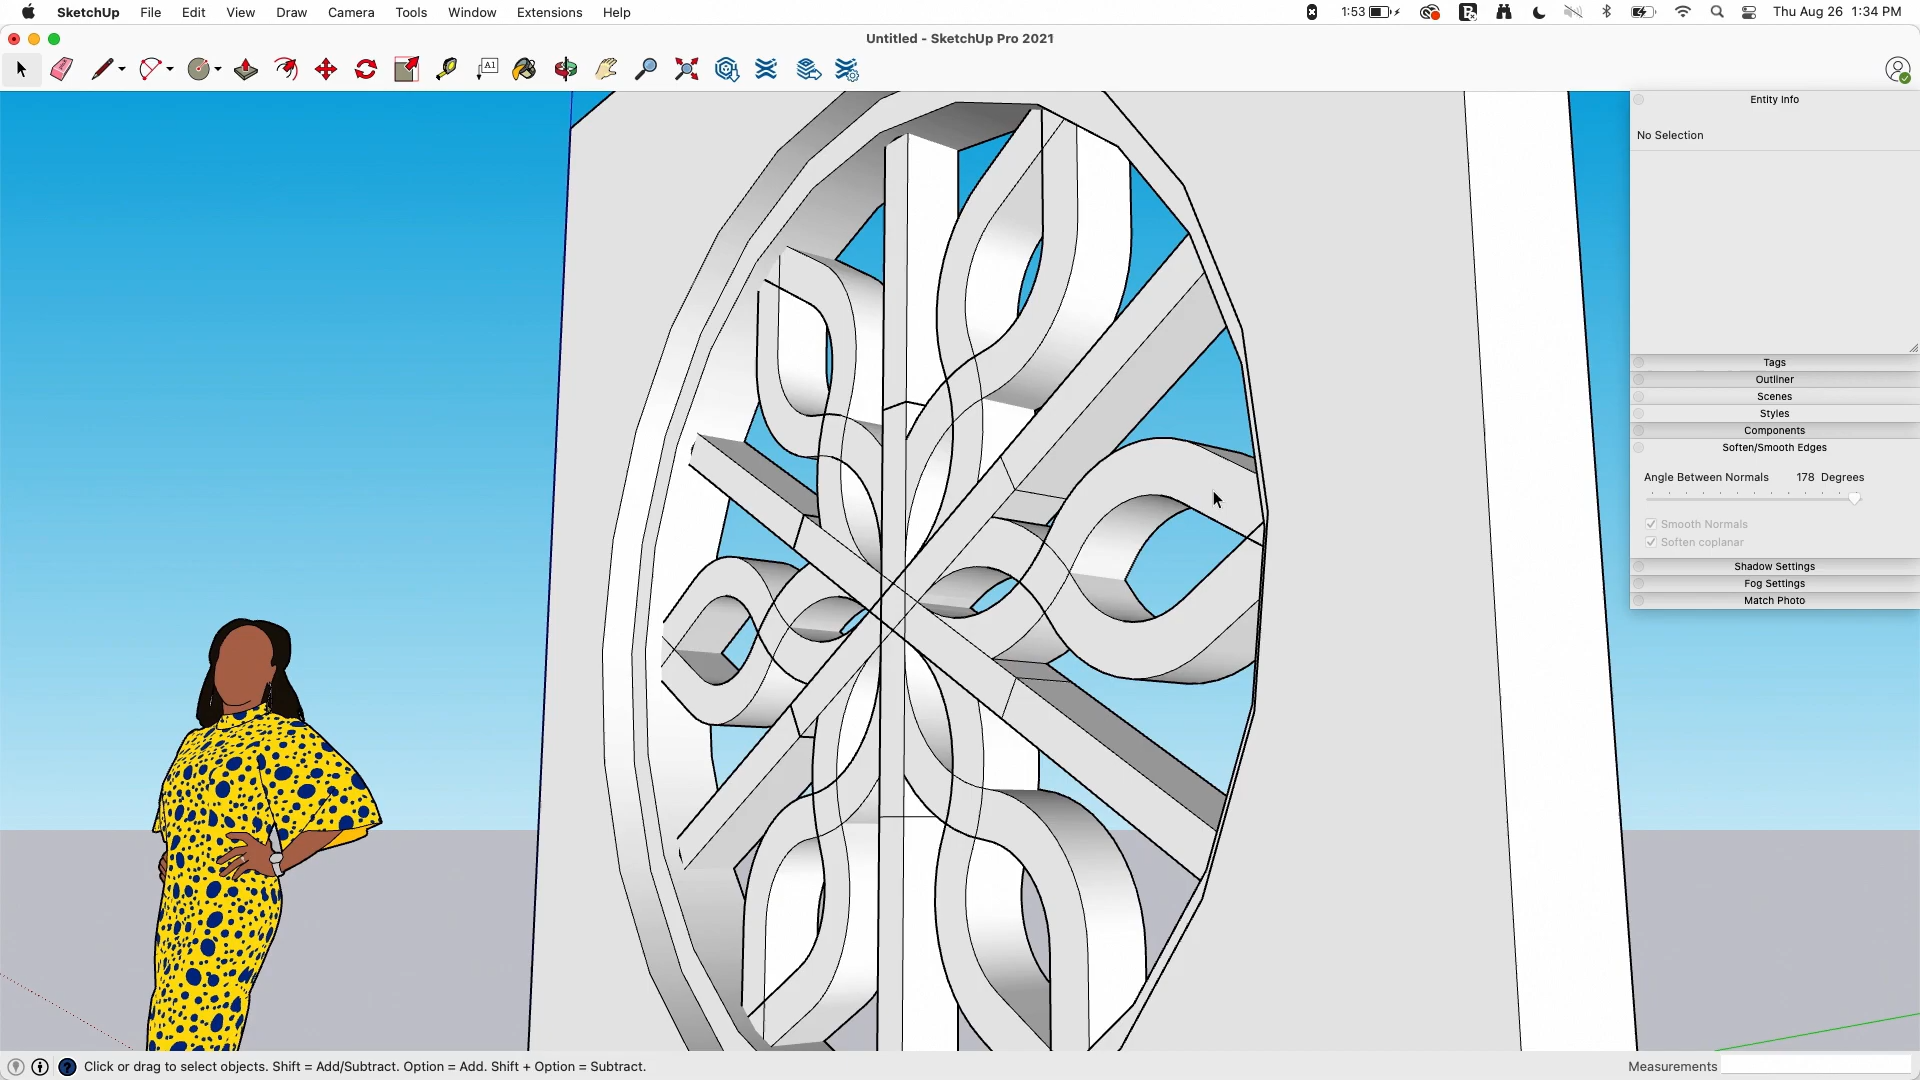 SketchUp File Edit View Draw Camera Tools Window Extensions Help 1:53 Thu Aug 26 1:34 PM
Untitled - SketchUp Pro 2021
A1
Entity Info
No Selection
Tags
Outliner
Scenes
Styles
Components
Soften/Smooth Edges
Angle Between Normals 178 Degrees
Smooth Normals
Soften coplanar
Shadow Settings
Fog Settings
Match Photo
Click or drag to select objects. Shift = Add/Subtract. Option = Add. Shift + Option = Subtract. Measurements